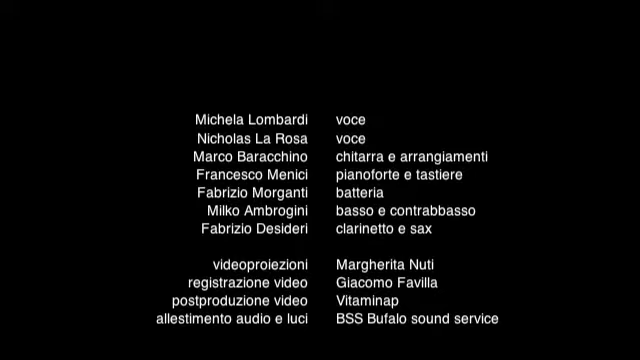 Michela Lombardi voce
Nicholas La Rosa voce
Marco Baracchino chitarra e arrangiamenti
Francesco Menici pianoforte e tastiere
Fabrizio Morganti batteria
Milko Ambrogini basso e contrabbasso
Fabrizio Desideri clarinetto e sax
videoproiezioni Margherita Nuti
registrazione video Giacomo Favilla
postproduzione video Vitaminap
allestimento audio e luci BSS Bufalo sound service